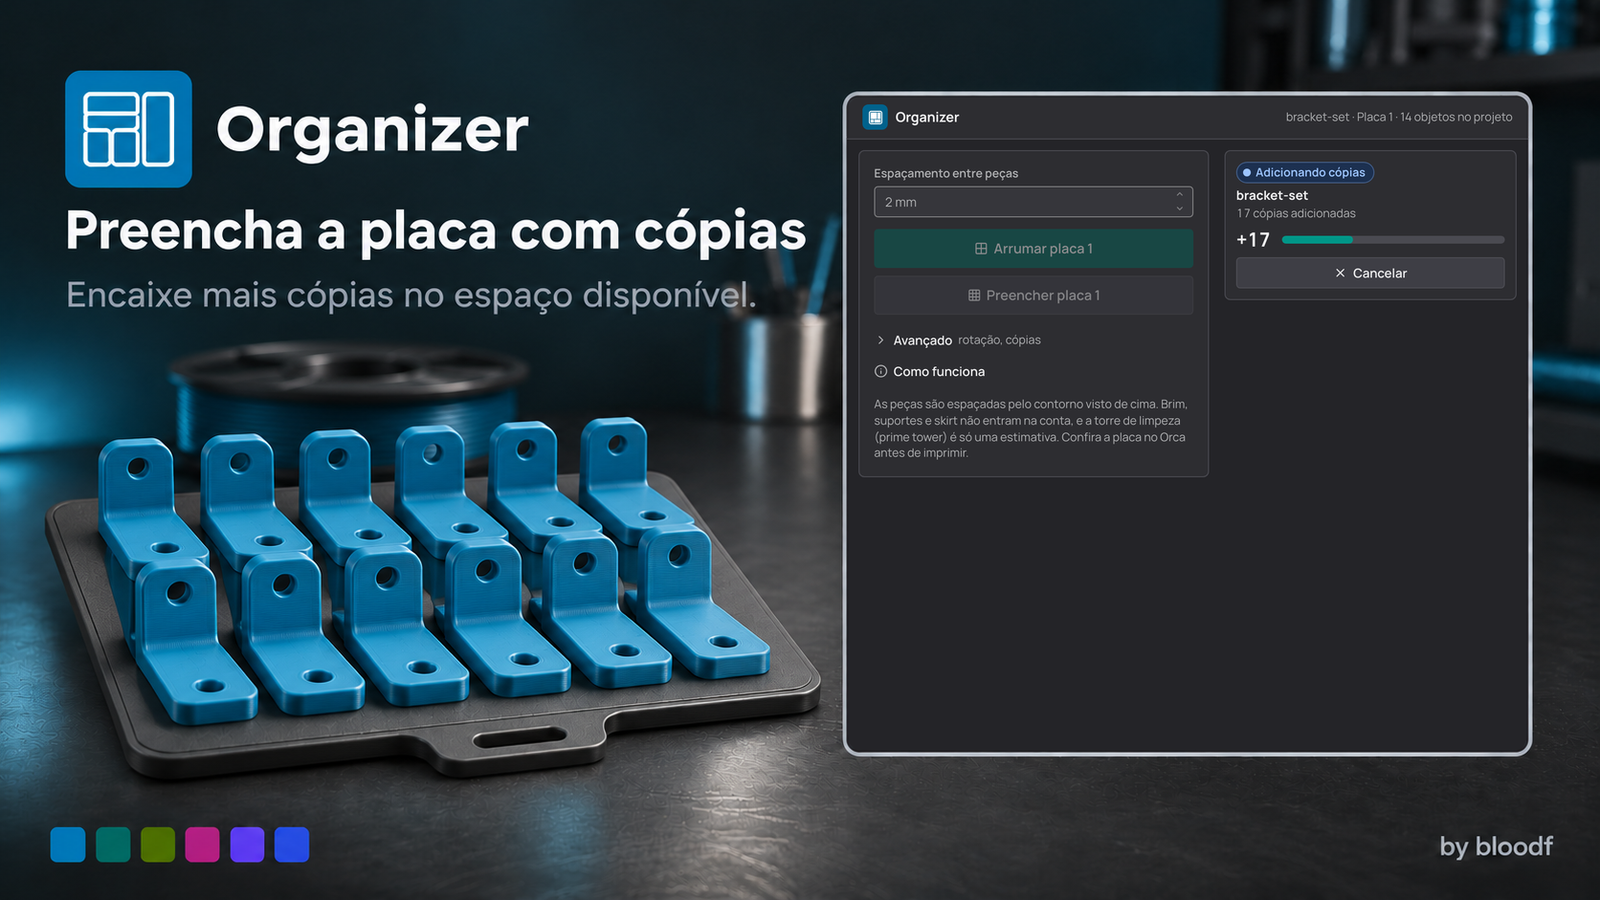 Organizer
Preencha a placa com cópias
Encaixe mais cópias no espaço disponível.
Organizer
bracket-set · Placa 1 · 14 objetos no projeto
Espaçamento entre peças
2 mm
Arrumar placa 1
Preencher placa 1
Avançado rotação, cópias
Como funciona
As peças são espaçadas pelo contorno visto de cima. Brim,
suportes e skirt não entram na conta, e a torre de limpeza
(prime tower) é só uma estimativa. Confira a placa no Orca
antes de imprimir.
Adicionando cópias
bracket-set
17 cópias adicionadas
+17
Cancelar
by bloodf